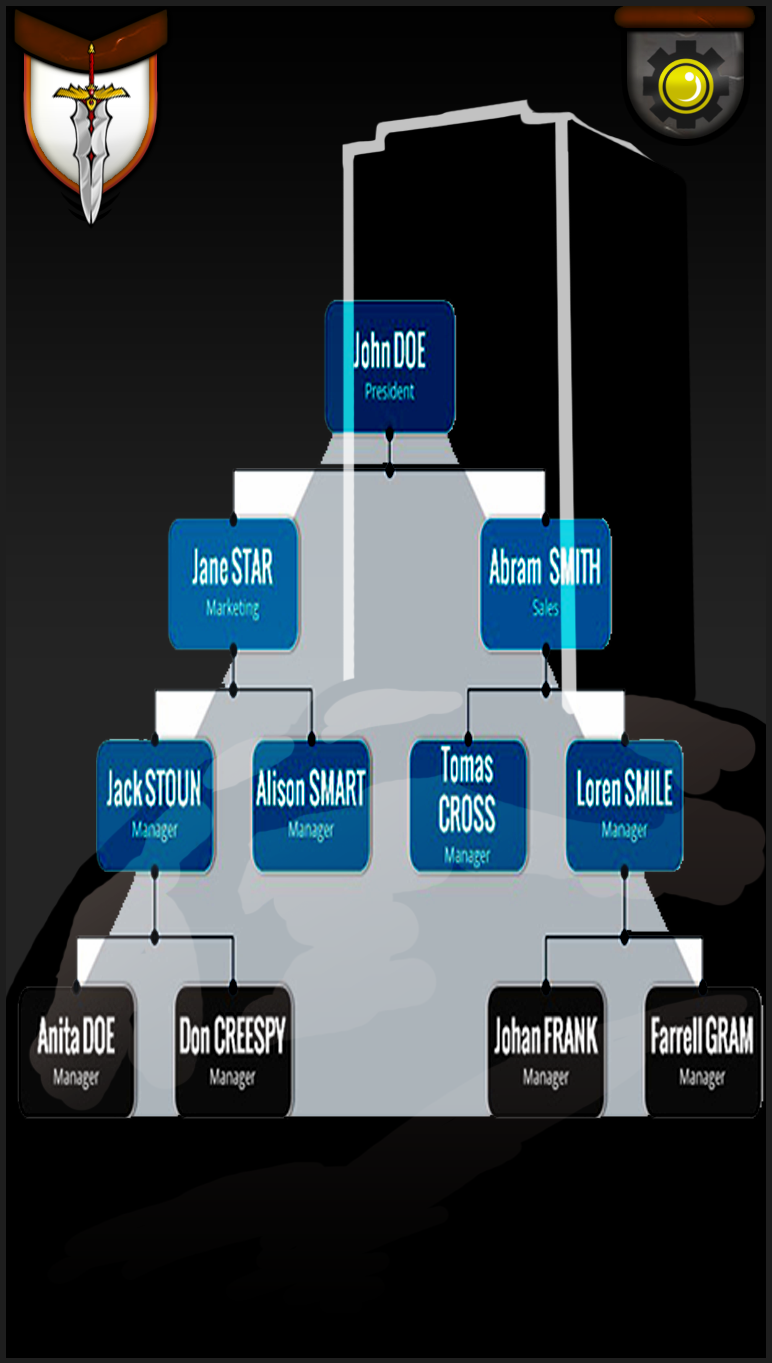 John DOE
President
Jane STAR
Marketing
Abram SMITH
Sales
Jack STOUN
Manager
Alison SMART
Manager
Tomas
CROSS
Manager
Loren SMILE
Manager
Anita DOE
Manager
Don CREESPY
Manager
Johan FRANK
Manager
Farrell GRAM
Manager